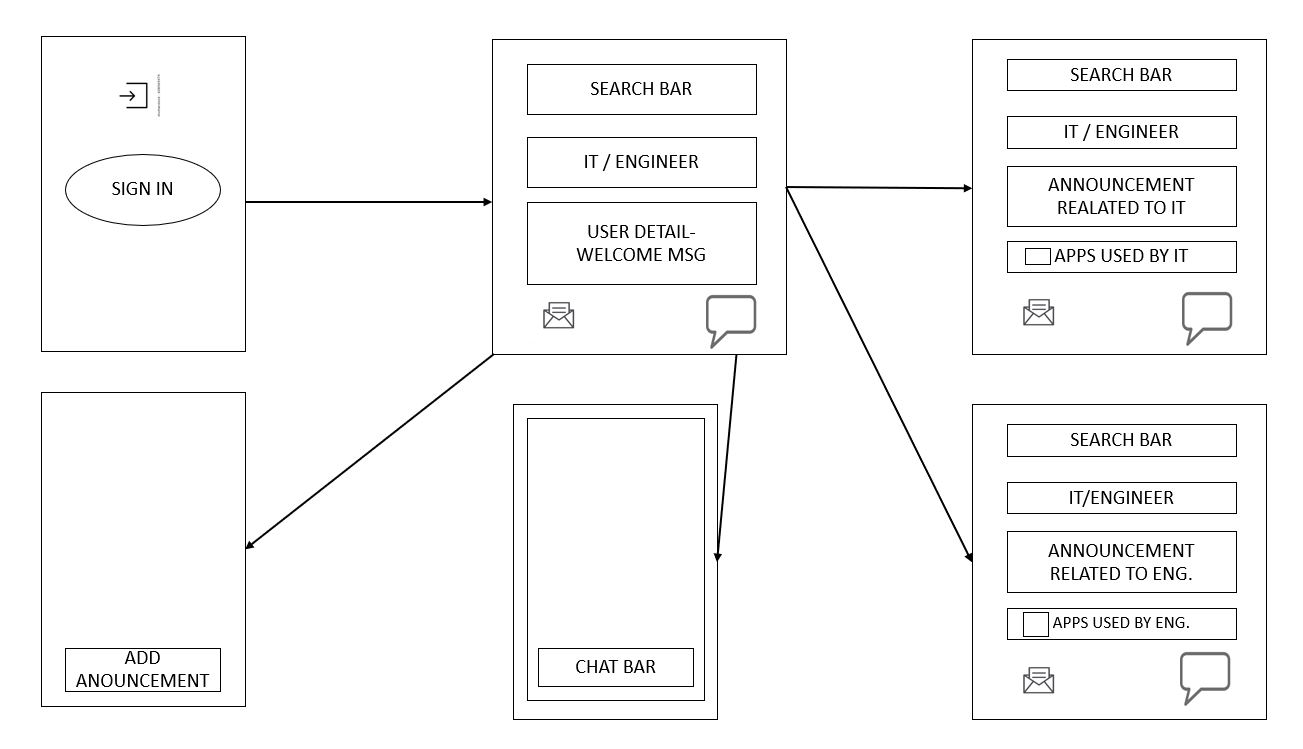 SIGN IN
SEARCH BAR
IT / ENGINEER
USER DETAIL-
WELCOME MSG
SEARCH BAR
IT / ENGINEER
ANNOUNCEMENT
REALATED TO IT
APPS USED BY IT
ADD
ANOUNCEMENT
CHAT BAR
SEARCH BAR
IT/ENGINEER
ANNOUNCEMENT
RELATED TO ENG.
APPS USED BY ENG.